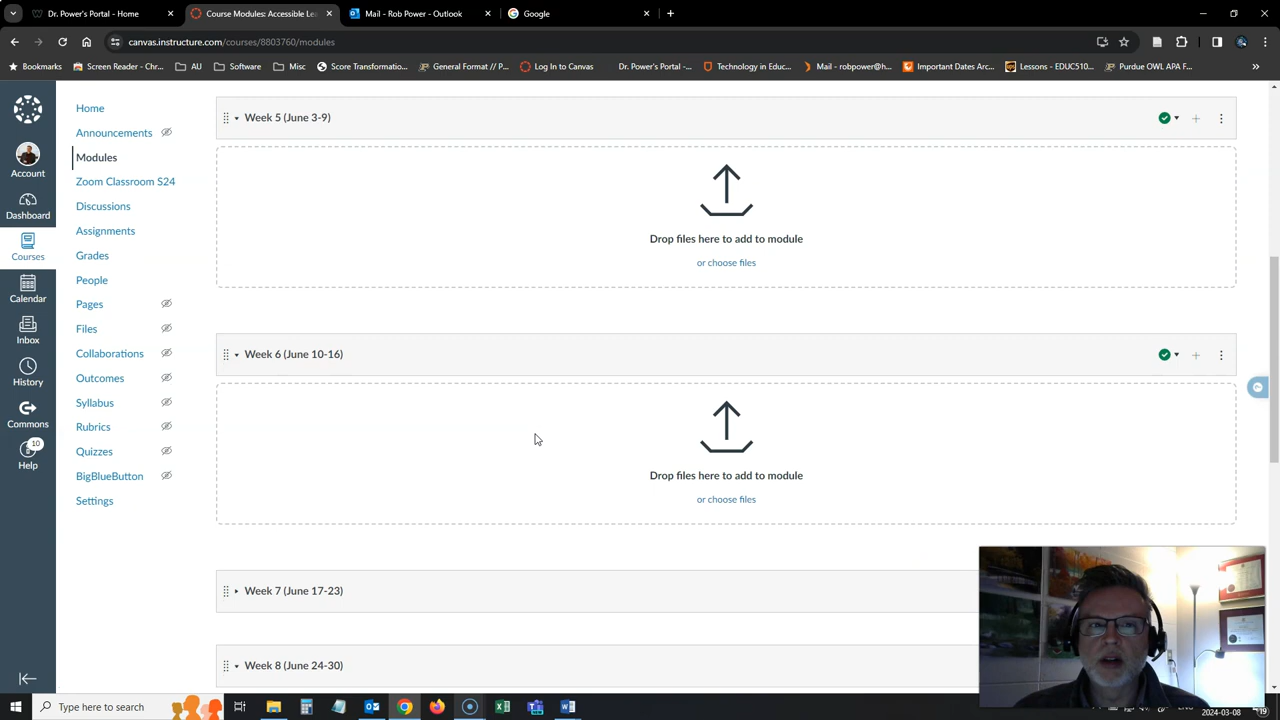 Dr. Power's Portal - Home
Course Modules: Accessible Le
Mail - Rob Power - Outlook
Google
canvas.instructure.com/courses/8803760/modules
Bookmarks
Screen Reader - Chr...
AU
Software
Misc
Score Transformatio...
General Format // P...
Log In to Canvas
Dr. Power's Portal -...
Technology in Educ...
Mail - robpower@h...
Important Dates Arc...
Lessons - EDUC510...
Purdue OWL APA F...
Account
Dashboard
Courses
Calendar
Inbox
History
Commons
10
Help
Home
Announcements
Modules
Zoom Classroom S24
Discussions
Assignments
Grades
People
Pages
Files
Collaborations
Outcomes
Syllabus
Rubrics
Quizzes
BigBlueButton
Settings
Week 5 (June 3-9)
Drop files here to add to module
or choose files
Week 6 (June 10-16)
Drop files here to add to module
or choose files
Week 7 (June 17-23)
Week 8 (June 24-30)
Type here to search
2024-03-08
19